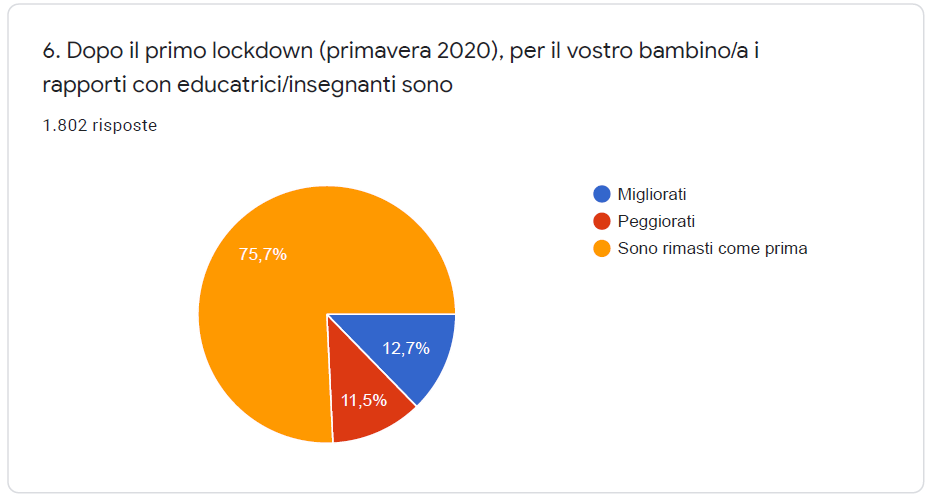 6. Dopo il primo lockdown (primavera 2020), per il vostro bambino/a i
rapporti con educatrici/insegnanti sono
1.802 risposte
Migliorati
Peggiorati
Sono rimasti come prima
75,7%
12,7%
11,5%